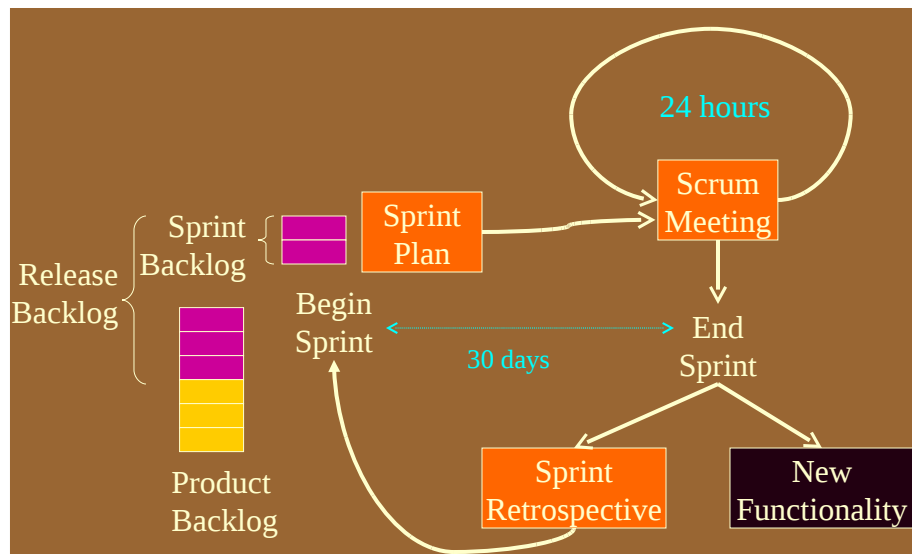 24 hours
Scrum
Meeting
Sprint
Plan
Sprint
Backlog
Release
Backlog
Begin
Sprint
30 days
End
Sprint
Product
Backlog
Sprint
Retrospective
New
Functionality